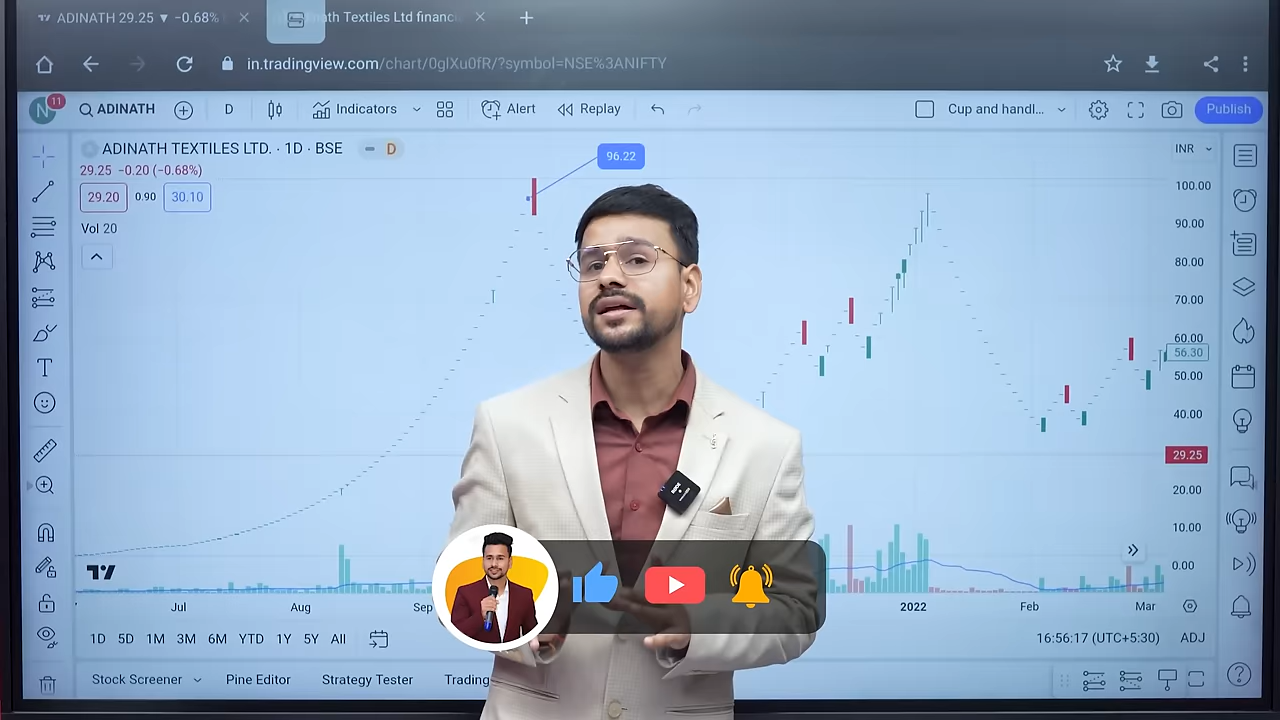 ADINATH 29.25 ▼ −0.68%
ath Textiles Ltd financi
in.tradingview.com/chart/0glXu0fR/?symbol=NSE%3ANIFTY
N
11
ADINATH
D
Indicators
Alert
Replay
Cup and handl...
Publish
ADINATH TEXTILES LTD. · 1D · BSE
D
INR
29.25 −0.20 (−0.68%)
29.20
0.90
30.10
Vol 20
96.22
100.00
90.00
80.00
70.00
60.00
56.30
50.00
40.00
29.25
20.00
10.00
0.00
Jul
Aug
Sep
2022
Feb
Mar
1D 5D 1M 3M 6M YTD 1Y 5Y All
16:56:17 (UTC+5:30) ADJ
Stock Screener
Pine Editor
Strategy Tester
Trading